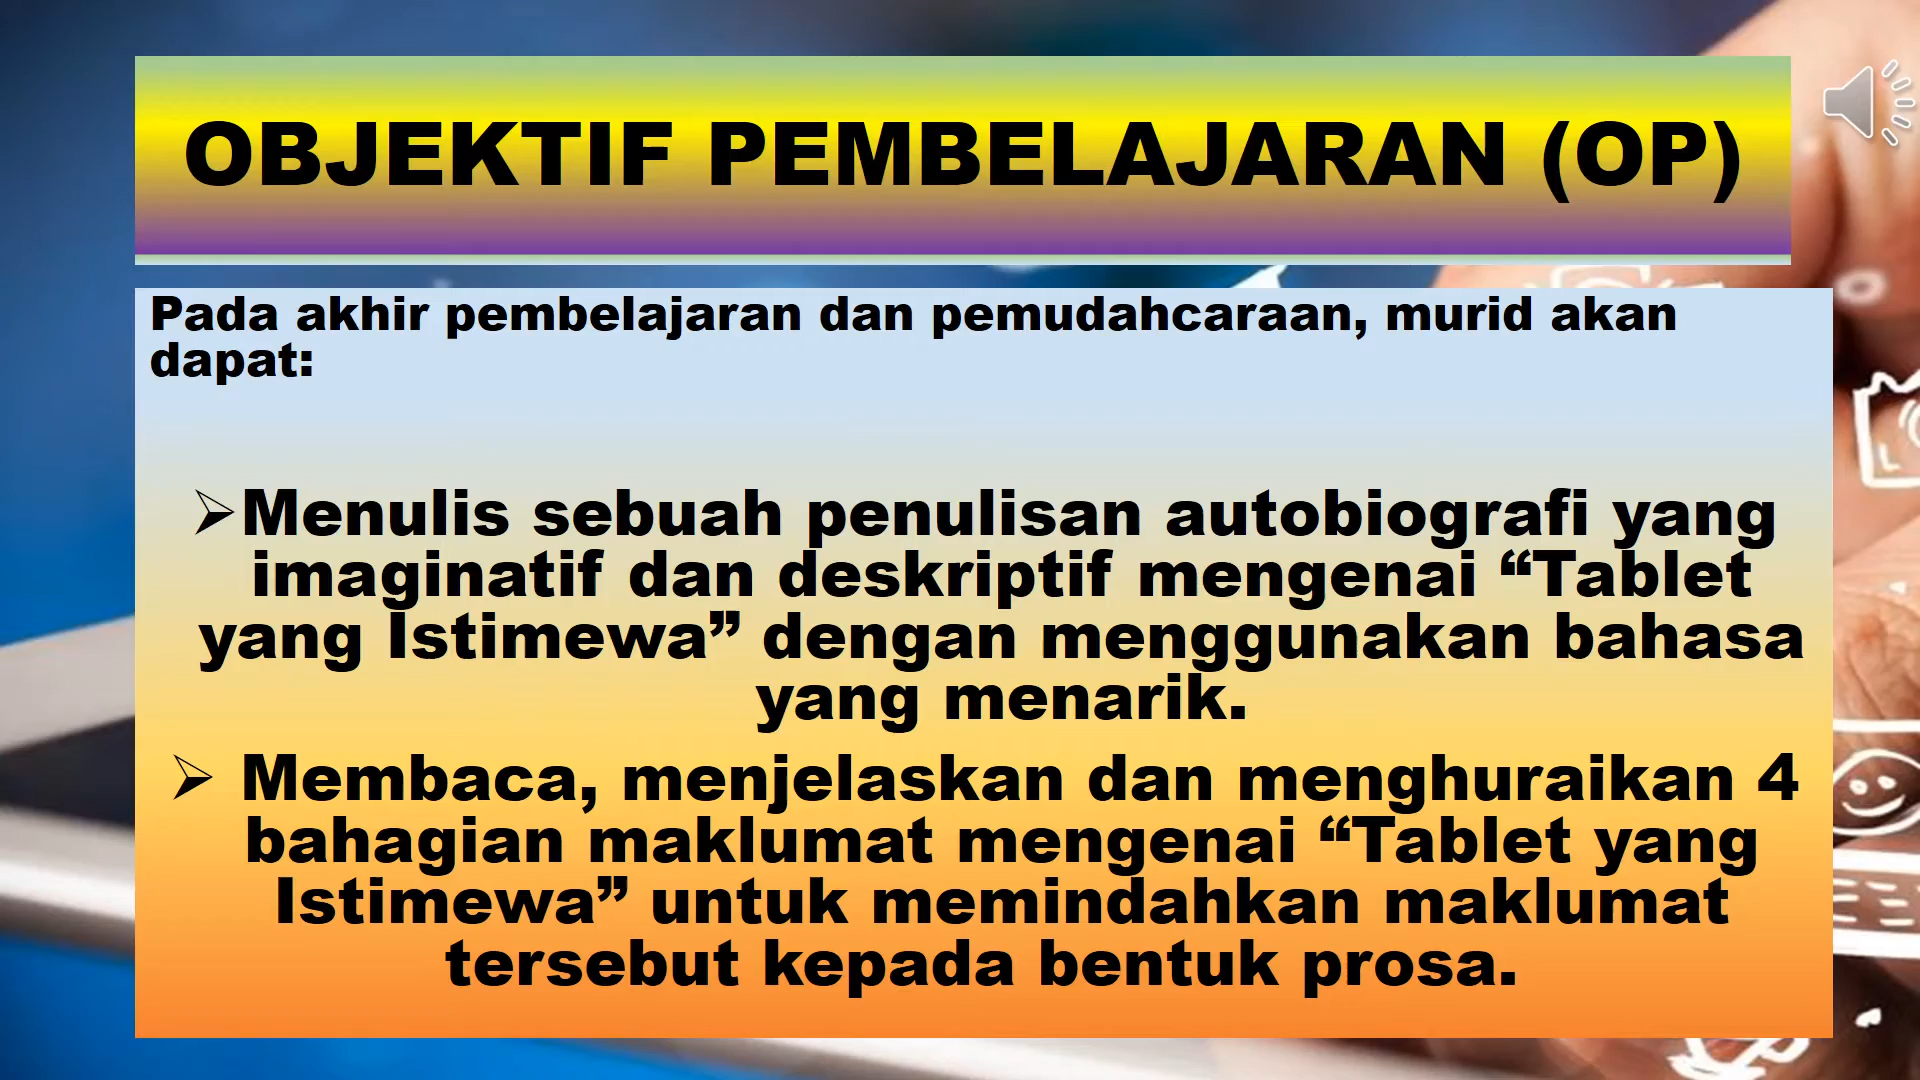 OBJEKTIF PEMBELAJARAN (OP)
Pada akhir pembelajaran dan pemudahcaraan, murid akan
dapat:
➢Menulis sebuah penulisan autobiografi yang
imaginatif dan deskriptif mengenai “Tablet
yang Istimewa” dengan menggunakan bahasa
yang menarik.
➢ Membaca, menjelaskan dan menghuraikan 4
bahagian maklumat mengenai “Tablet yang
Istimewa” untuk memindahkan maklumat
tersebut kepada bentuk prosa.